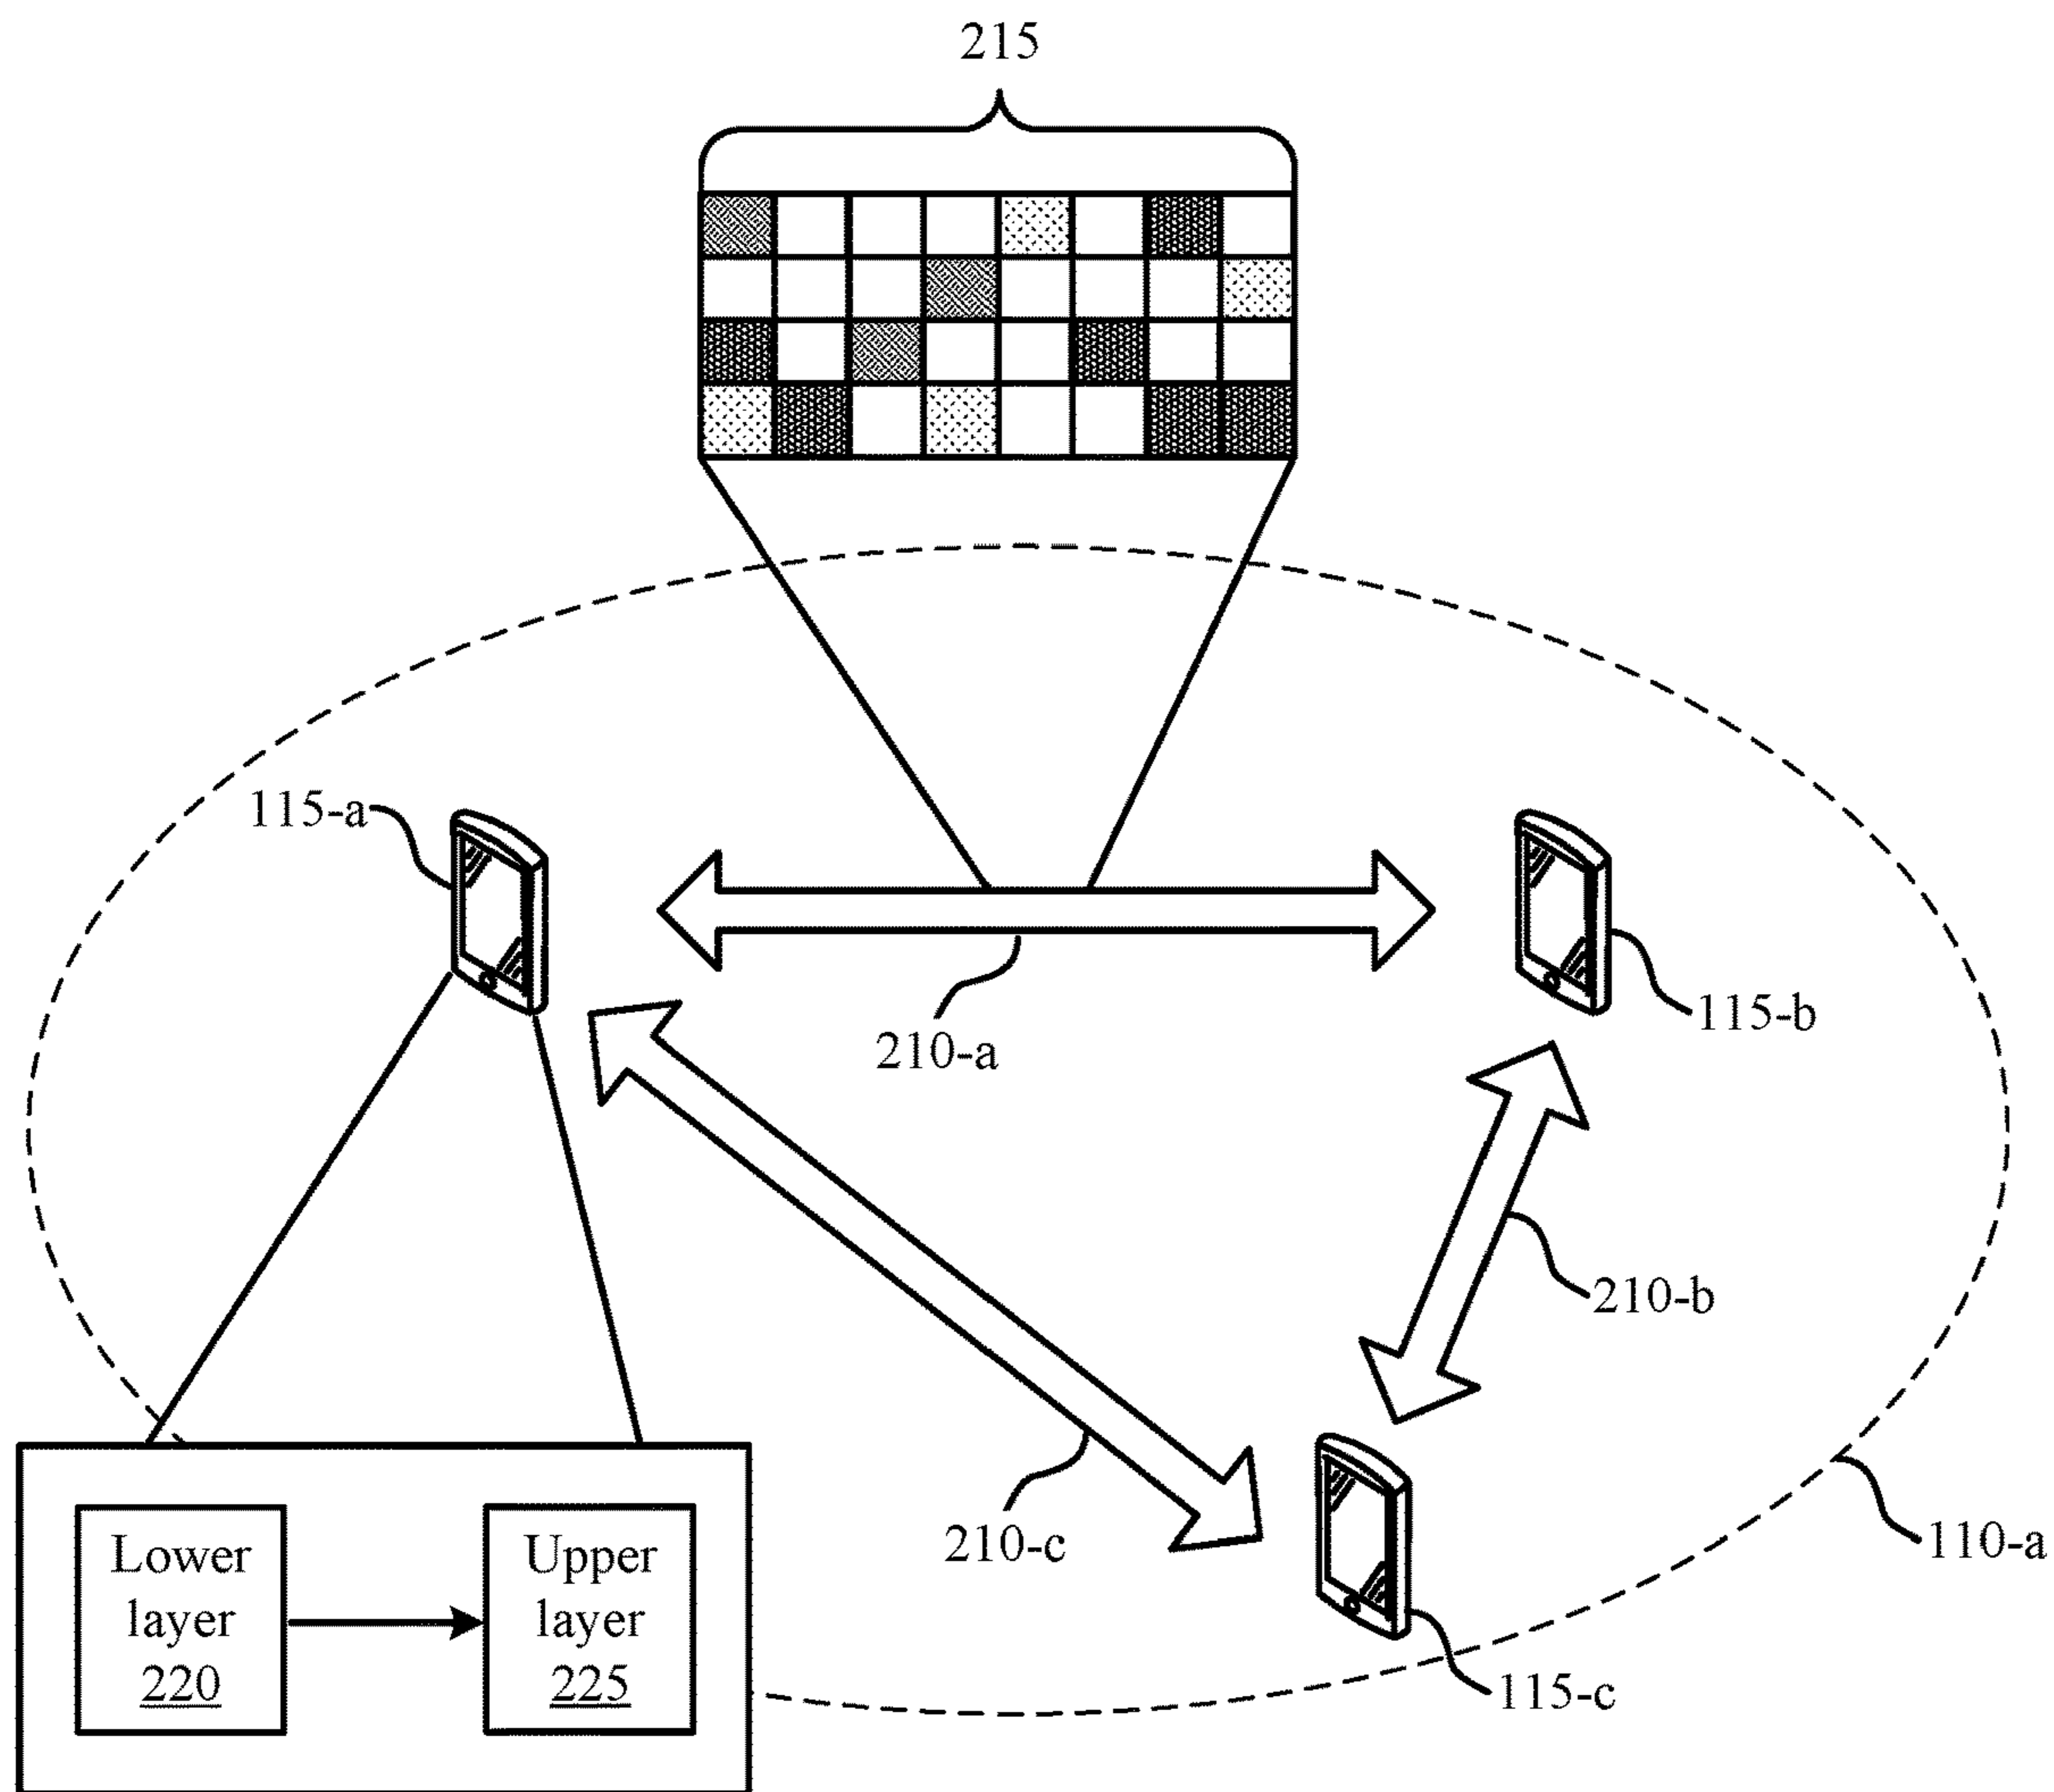 215
115-a
115-b
210-a
210-b
210-c
110-a
Lower
layer
220
Upper
layer
225
115-c